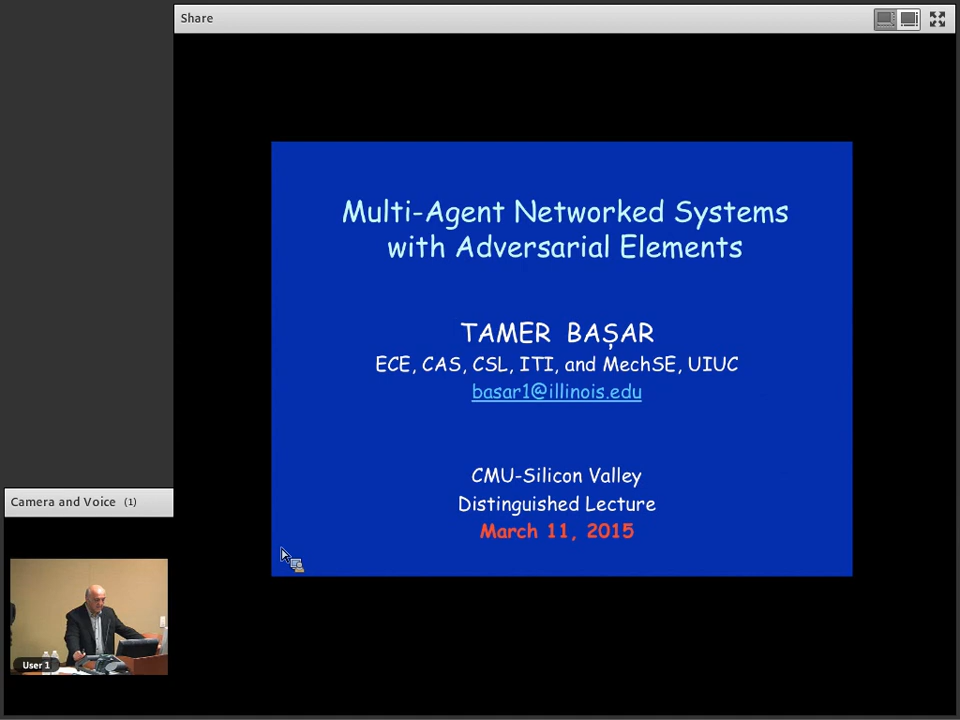 Share
Multi-Agent Networked Systems
with Adversarial Elements
TAMER BAȘAR
ECE, CAS, CSL, ITI, and MechSE, UIUC
basar1@illinois.edu
CMU-Silicon Valley
Distinguished Lecture
March 11, 2015
Camera and Voice (1)
User 1